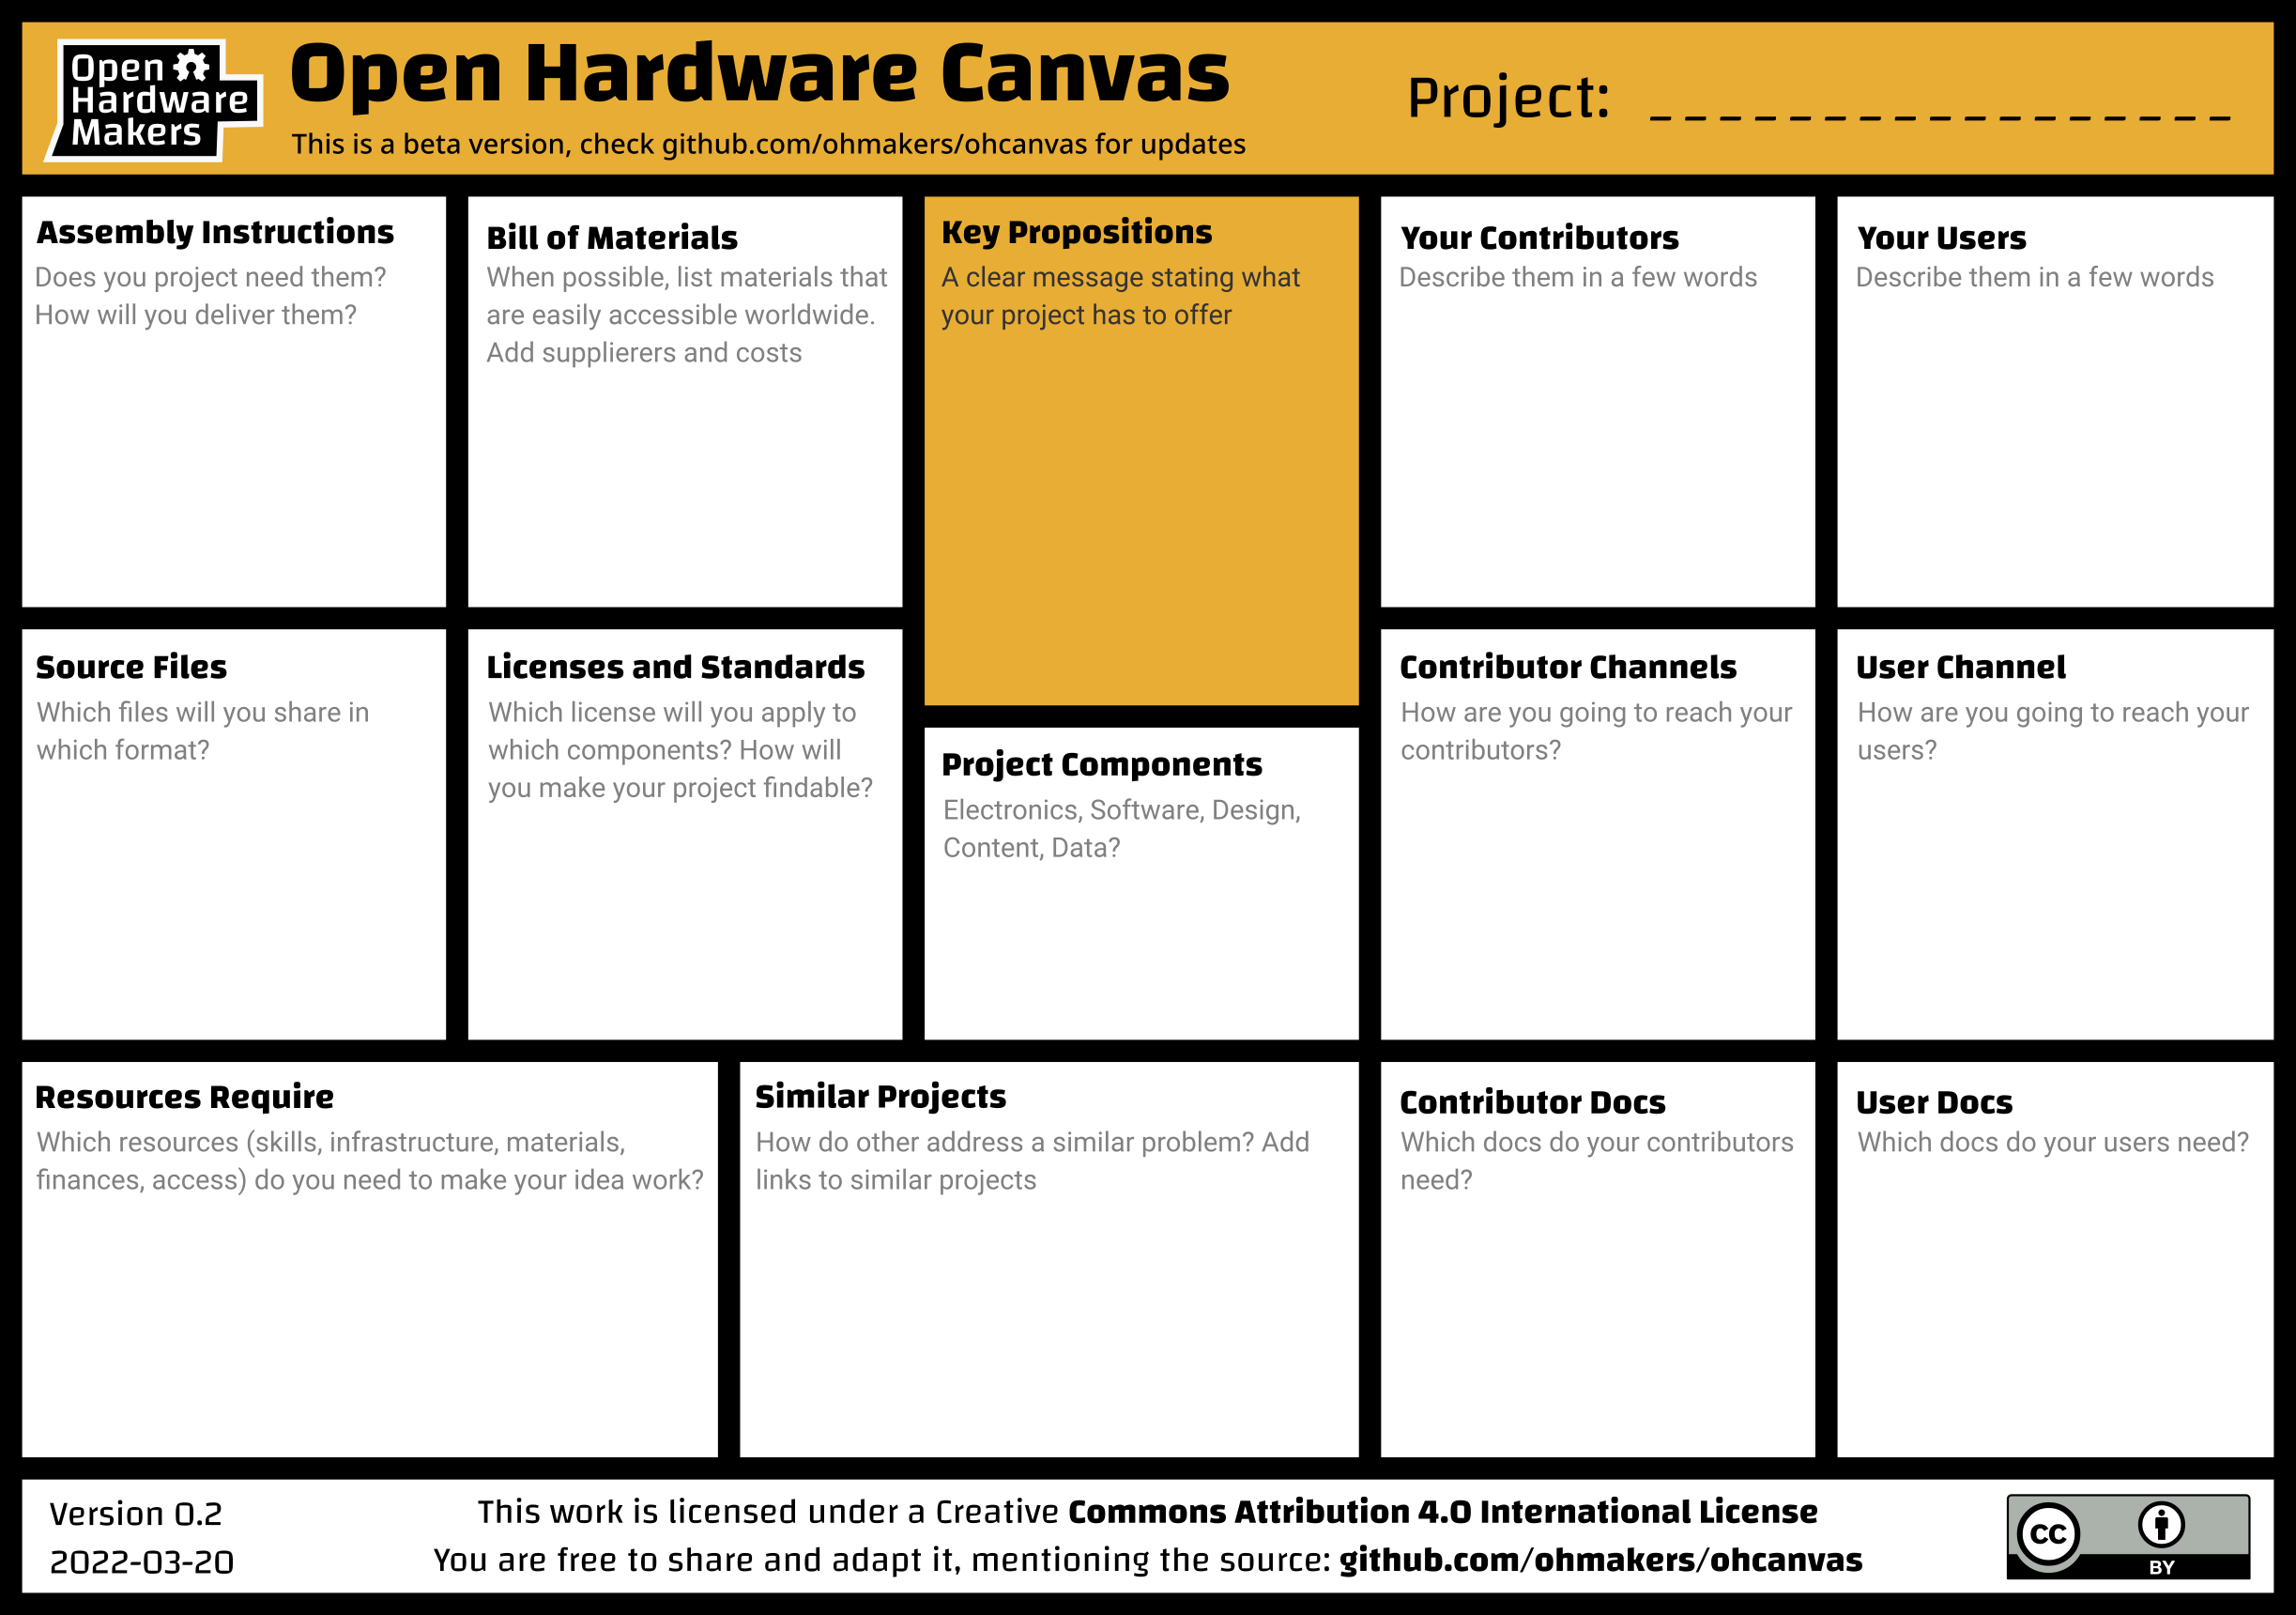 Open
Hardware
Makers
Open Hardware Canvas
This is a beta version, check github.com/ohmakers/ohcanvas for updates
Project: _ _ _ _ _ _ _ _ _ _ _ _ _ _ _ _ _
Assembly Instructions
Does you project need them?
How will you deliver them?
Bill of Materials
When possible, list materials that
are easily accessible worldwide.
Add supplierers and costs
Key Propositions
A clear message stating what
your project has to offer
Your Contributors
Describe them in a few words
Your Users
Describe them in a few words
Source Files
Which files will you share in
which format?
Licenses and Standards
Which license will you apply to
which components? How will
you make your project findable?
Project Components
Electronics, Software, Design,
Content, Data?
Contributor Channels
How are you going to reach your
contributors?
User Channel
How are you going to reach your
users?
Resources Require
Which resources (skills, infrastructure, materials,
finances, access) do you need to make your idea work?
Similar Projects
How do other address a similar problem? Add
links to similar projects
Contributor Docs
Which docs do your contributors
need?
User Docs
Which docs do your users need?
Version 0.2
2022-03-20
This work is licensed under a Creative Commons Attribution 4.0 International License
You are free to share and adapt it, mentioning the source: github.com/ohmakers/ohcanvas
CC
BY